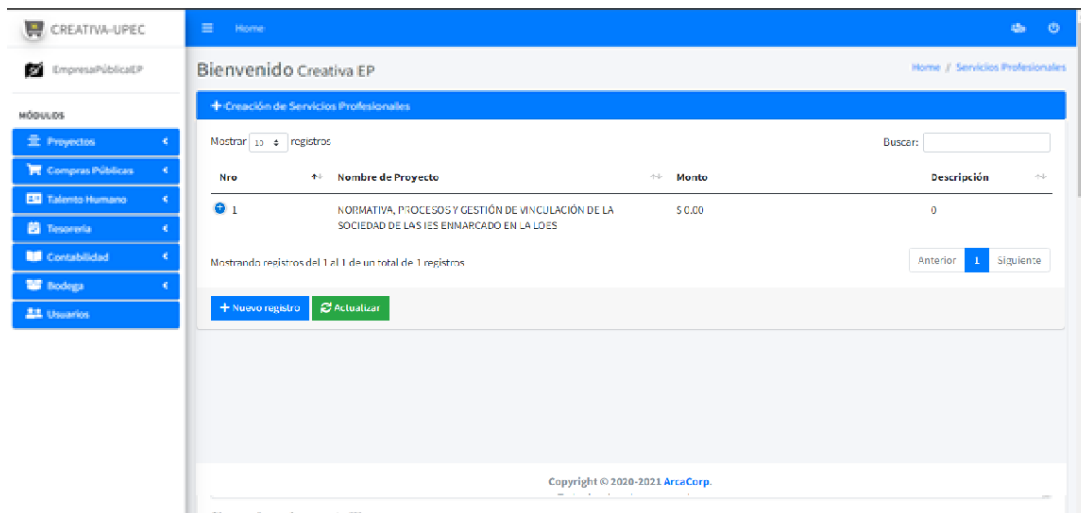 CREATIVA-UPEC
Home
EmpresaPúblicaEP
Bienvenido Creativa EP
Home / Servicios Profesionales
MÓDULOS
Creación de Servicios Profesionales
Proyectos
Compras Públicas
Talento Humano
Tesoreria
Contabilidad
Bodega
Usuarios
Mostrar 10 registros
Buscar:
Nro Nombre de Proyecto Monto Descripción
1 NORMATIVA, PROCESOS Y GESTIÓN DE VINCULACIÓN DE LA $ 0.00 0
SOCIEDAD DE LAS IES ENMARCADO EN LA LOES
Mostrando registros del 1 al 1 de un total de 1 registros
Anterior 1 Siguiente
Nuevo registro Actualizar
Copyright © 2020-2021 ArcaCorp.